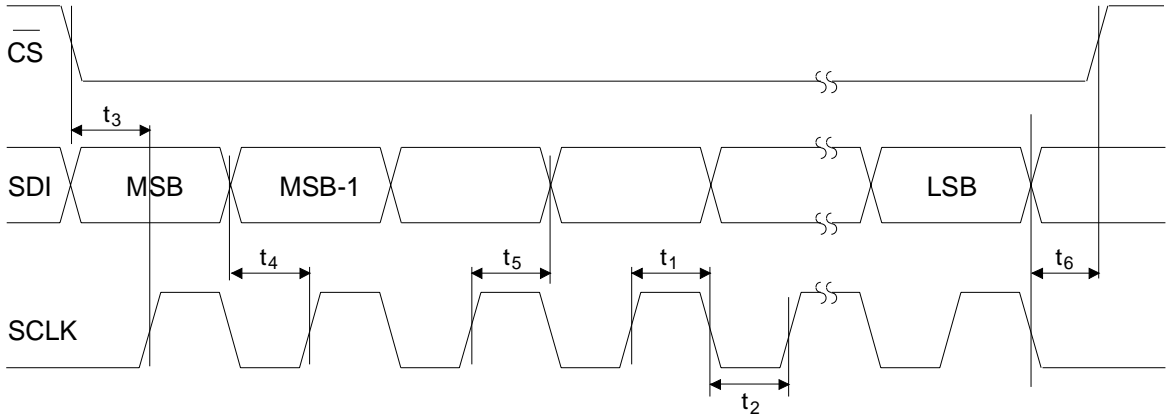 CS
t3
SDI MSB MSB-1 LSB
t4 t5 t1 t6
SCLK
t2